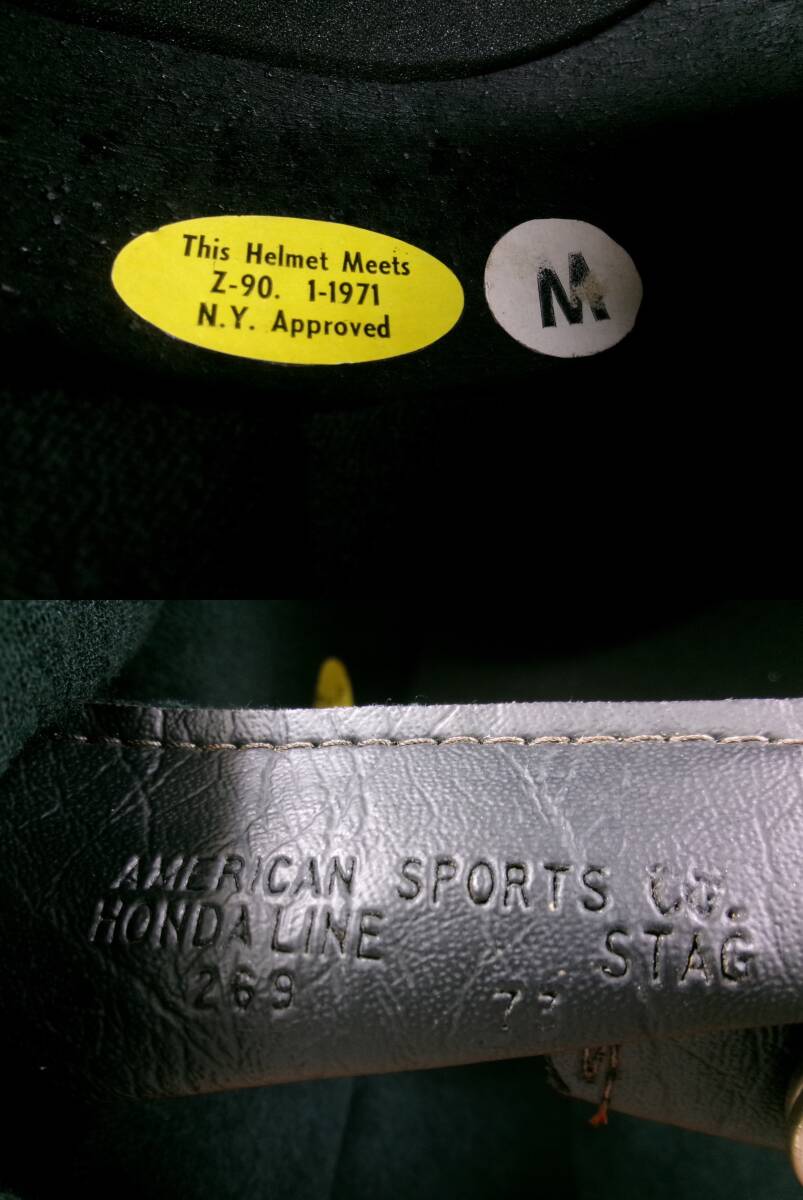 This Helmet Meets
Z-90. 1-1971
N.Y. Approved
M
AMERICAN SPORTS CO.
HONDA LINE STAG
269